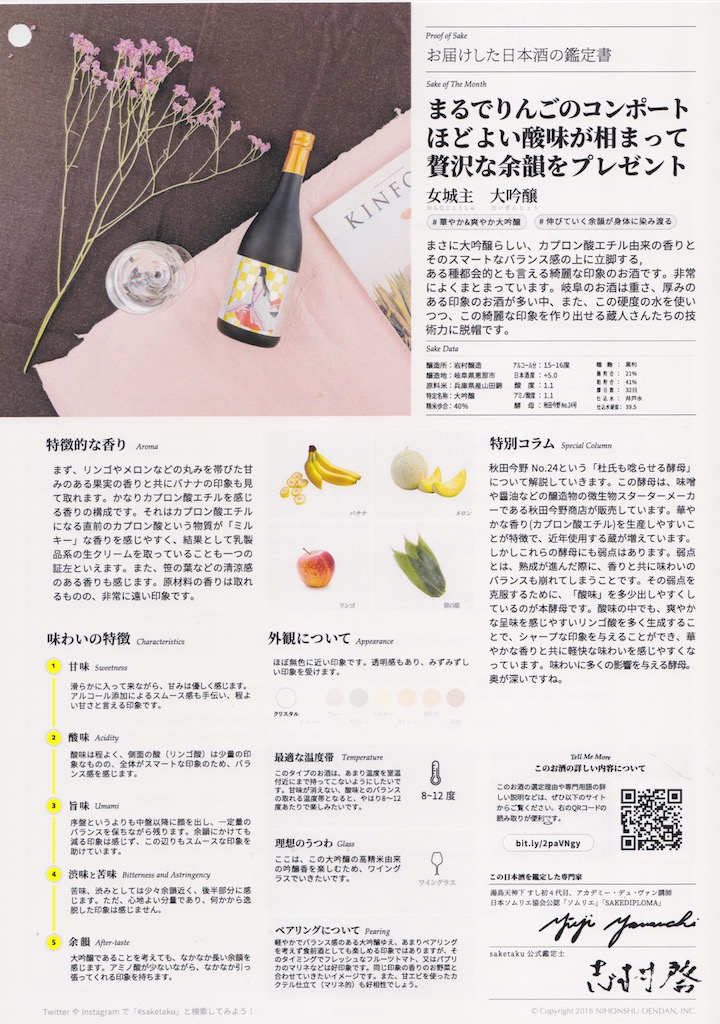 Proof of Sake
お届けした日本酒の鑑定書
Sake of The Month
まるでりんごのコンポート
ほどよい酸味が相まって
贅沢な余韻をプレゼント
女城主　大吟醸
おんなじょうしゅ　だいぎんじょう
# 華やか&爽やか大吟醸
# 伸びていく余韻が身体に染み渡る
まさに大吟醸らしい、カプロン酸エチル由来の香りと
そのスマートなバランス感の上に立脚する,
ある種都会的とも言える綺麗な印象のお酒です。非常
によくまとまっています。岐阜のお酒は重さ、厚みの
ある印象のお酒が多い中、また、この硬度の水を使い
つつ、この綺麗な印象を作り出せる蔵人さんたちの技
術力に脱帽です。
Sake Data
醸造所：岩村醸造
醸造地：岐阜県恵那市
原料米：兵庫県産山田錦
特定名称：大吟醸
精米歩合：40%
アルコール分：15~16度
日本酒度：+5.0
酸　度：1.1
アミノ酸度：1.1
酵　母：秋田今野No.24号
種　麹：黒判
麹割合：21%
粕割合：41%
醪日数：32日
仕込水：井戸水
仕込水硬度：39.5
KINFO
特徴的な香り Aroma
まず、リンゴやメロンなどの丸みを帯びた甘
みのある果実の香りと共にバナナの印象も見
て取れます。かなりカプロン酸エチルを感じ
る香りの構成です。それはカプロン酸エチル
になる直前のカプロン酸という物質が「ミル
キー」な香りを感じやすく、結果として乳製
品系の生クリームを取っていることも一つの
証左といえます。また、笹の葉などの清涼感
のある香りも感じます。原材料の香りは取れ
るものの、非常に遠い印象です。
バナナ
メロン
リンゴ
笹の葉
特別コラム Special Column
秋田今野 No.24という「杜氏も唸らせる酵母」
について解説していきます。この酵母は、味噌
や醤油などの醸造物の微生物スターターメーカ
ーである秋田今野商店が販売しています。華や
かな香り(カプロン酸エチル)を生産しやすいこ
とが特徴で、近年使用する蔵が増えています。
しかしこれらの酵母にも弱点はあります。弱点
とは、熟成が進んだ際に、香りと共に味わいの
バランスも崩れてしまうことです。その弱点を
克服するために、「酸味」を多少出しやすくし
ているのが本酵母です。酸味の中でも、爽やか
な呈味を感じやすいリンゴ酸を多く生成するこ
とで、シャープな印象を与えることができ、華
やかな香りと共に軽快な味わいを感じやすくな
っています。味わいに多くの影響を与える酵母。
奥が深いですね。
味わいの特徴 Characteristics
1 甘味 Sweetness
滑らかに入って来ながら、甘みは優しく感じます。
アルコール添加によるスムース感も手伝い、程よ
い甘さと言える印象です。
2 酸味 Acidity
酸味は程よく、側面の酸（リンゴ酸）は少量の印
象なものの、全体がスマートな印象のため、バラ
ンス感を感じます。
3 旨味 Umami
序盤というよりも中盤以降に顔を出し、一定量の
バランスを保ちながら残ります。余韻にかけても
減る印象は感じず、この辺りもスムースな印象を
助けています。
4 渋味と苦味 Bitterness and Astringency
苦味、渋みとしては少々余韻近く、後半部分に感
じます。ただ、心地よい分量であり、何かから逸
脱した印象は感じません。
5 余韻 After-taste
大吟醸であることを考えても、なかなか長い余韻を
感じます。アミノ酸が少ないながら、なかなか引っ
張ってくれる印象を持ちます。
外観について Appearance
ほぼ無色に近い印象です。透明感もあり、みずみずし
い印象を受けます。
クリスタル
最適な温度帯 Temperature
このタイプのお酒は、あまり温度を室温
付近にまで持ってこないようにしたいで
す。甘味が消えない、酸味とのバランス
の取れる温度帯となると、やはり8~12
度あたりで楽しみたいです。
8~12 度
理想のうつわ Glass
ここは、この大吟醸の高精米由来
の吟醸香を楽しむため、ワイング
ラスでいきたいです。
ワイングラス
ペアリングについて Pearing
軽やかでバランス感のある大吟醸ゆえ、あまりペアリング
を考えず食前酒としても楽しめる印象ではありますが、そ
のタイミングでフレッシュなフルーツトマト、又はパプリ
カのマリネなどは好印象です。同じ印象の香りのお野菜と
合わせていきたいイメージです。また、甘エビを使ったカ
クテル仕立て（マリネ的）も好相性でしょう。
Tell Me More
このお酒の詳しい内容について
このお酒の選定理由や専門用語の詳
しい説明などは、ぜひ以下のサイト
からご覧ください。右のQRコードの
読み取りが便利です。
bit.ly/2paVNgy
この日本酒を鑑定した専門家
湯島天神下 すし初４代目、アカデミー・デュ・ヴァン講師
日本ソムリエ協会公認「ソムリエ」「SAKEDIPLOMA」
saketaku 公式鑑定士
Twitter や Instagram で「#saketaku」と検索してみよう！
© Copyright 2018 NIHONSHU OENDAN, INC.